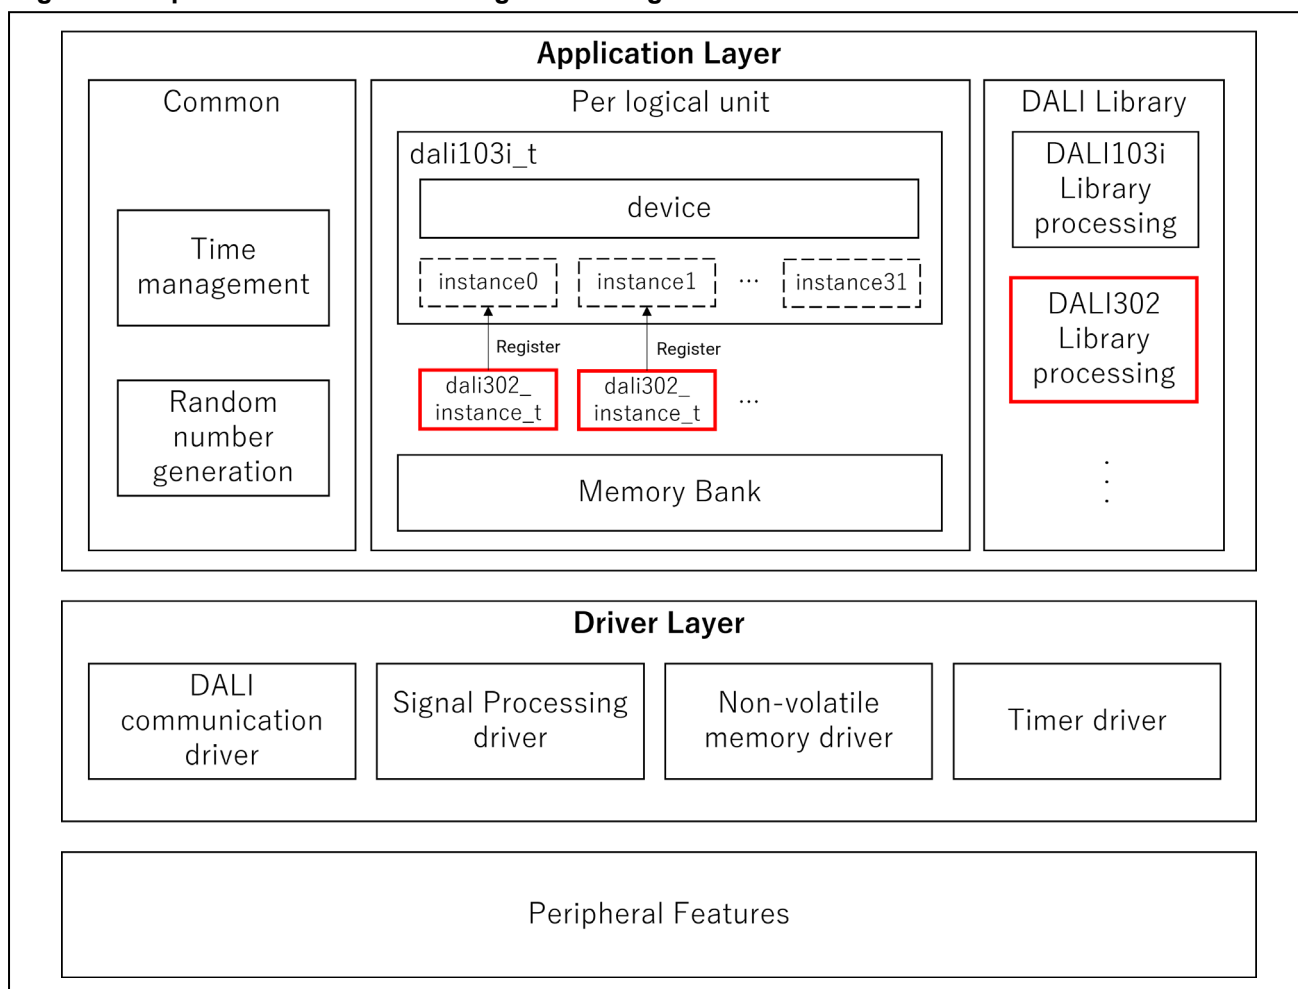 Application Layer
Common
Time
management
Random
number
generation
Per logical unit
dali103i_t
device
instance0
instance1
...
instance31
Register
Register
dali302_
instance_t
dali302_
instance_t
...
Memory Bank
DALI Library
DALI103i
Library
processing
DALI302
Library
processing
.
.
.
Driver Layer
DALI
communication
driver
Signal Processing
driver
Non-volatile
memory driver
Timer driver
Peripheral Features